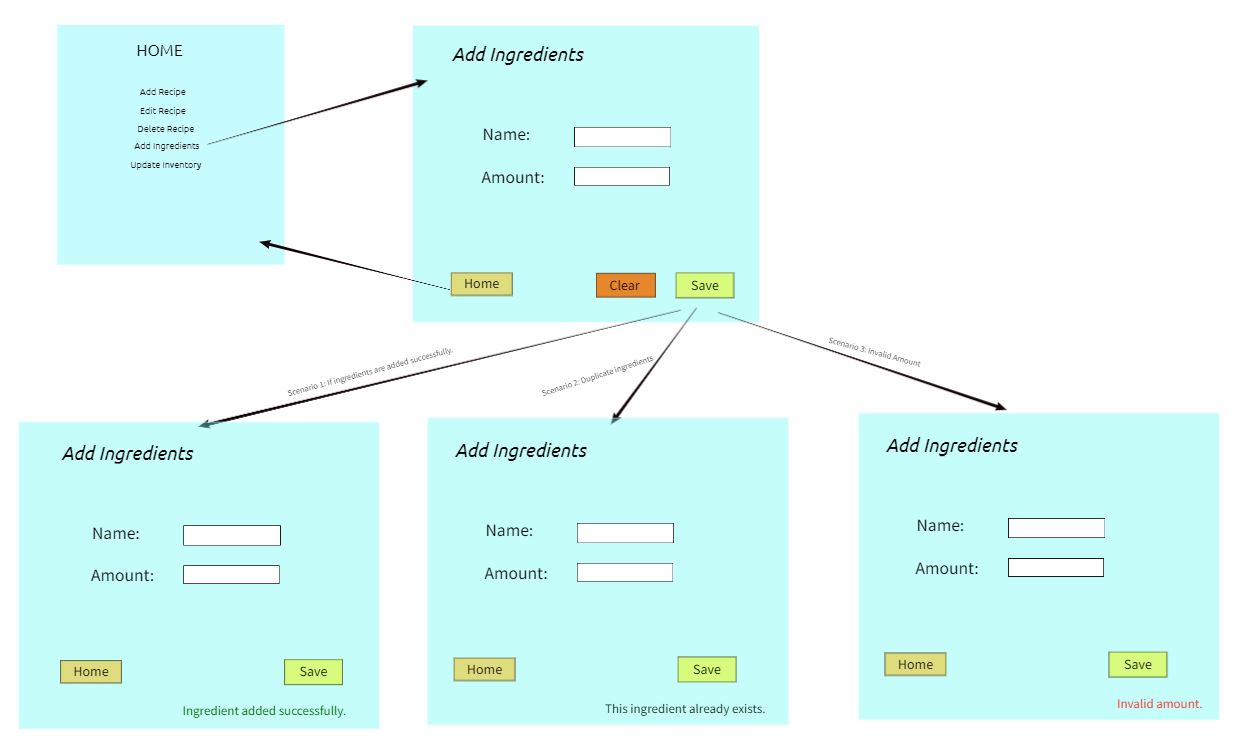 HOME
Add Recipe
Edit Recipe
Delete Recipe
Add Ingredients
Update Inventory
Add Ingredients
Name:
Amount:
Home
Clear
Save
Scenario 1: If ingredients are added successfully.
Scenario 2: Duplicate ingredients
Scenario 3: Invalid Amount
Add Ingredients
Name:
Amount:
Home
Save
Ingredient added successfully.
Add Ingredients
Name:
Amount:
Home
Save
This ingredient already exists.
Add Ingredients
Name:
Amount:
Home
Save
Invalid amount.